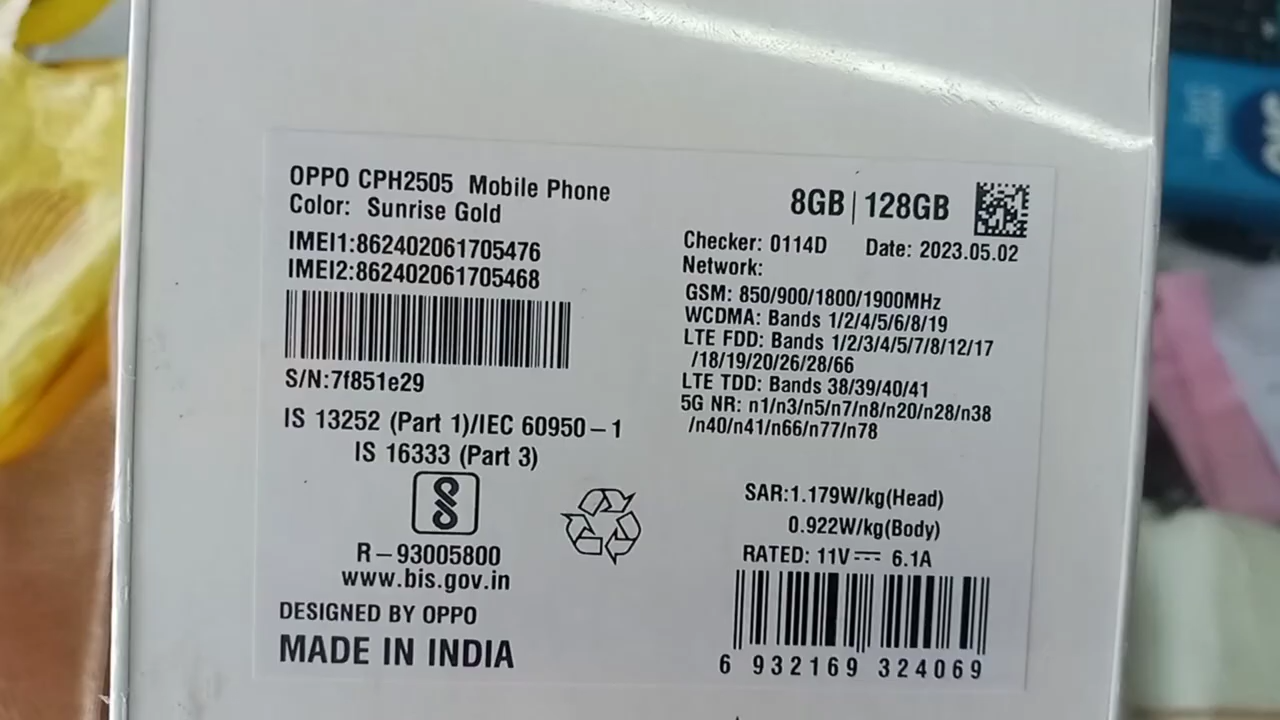 OPPO CPH2505 Mobile Phone
Color: Sunrise Gold
IMEI1:862402061705476
IMEI2:862402061705468
S/N:7f851e29
IS 13252 (Part 1)/IEC 60950-1
IS 16333 (Part 3)
R-93005800
www.bis.gov.in
DESIGNED BY OPPO
MADE IN INDIA
8GB|128GB
Checker: 0114D Date: 2023.05.02
Network:
GSM: 850/900/1800/1900MHz
WCDMA: Bands 1/2/4/5/6/8/19
LTE FDD: Bands 1/2/3/4/5/7/8/12/17
/18/19/20/26/28/66
LTE TDD: Bands 38/39/40/41
5G NR: n1/n3/n5/n7/n8/n20/n28/n38
/n40/n41/n66/n77/n78
SAR:1.179W/kg(Head)
0.922W/kg(Body)
RATED: 11V⎓ 6.1A
6 932169 324069